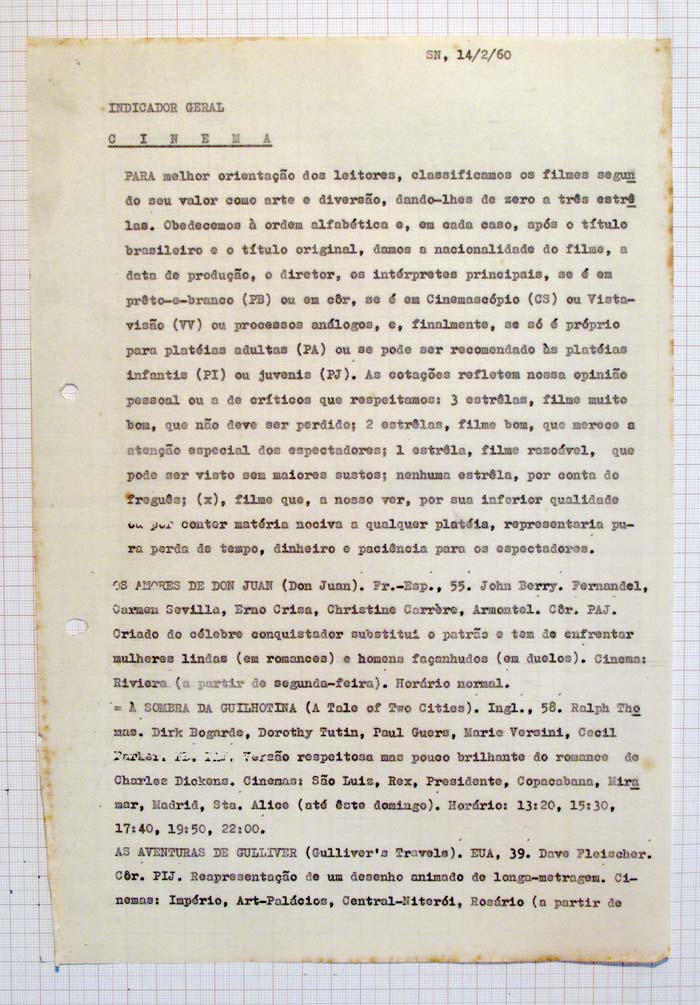 SN, 14/2/60
INDICADOR GERAL
C I N E M A
PARA melhor orientação dos leitores, classificamos os filmes segun
do seu valor como arte e diversão, dando-lhes de zero a três estrê
las. Obedecemos à ordem alfabética e, em cada caso, após o título
brasileiro e o título original, damos a nacionalidade do filme, a
data de produção, o diretor, os intérpretes principais, se é em
prêto-e-branco (PB) ou em côr, se é em Cinemascópio (CS) ou Vista-
visão (VV) ou processos análogos, e, finalmente, se só é próprio
para platéias adultas (PA) ou se pode ser recomendado às platéias
infantis (PI) ou juvenis (PJ). As cotações refletem nossa opinião
pessoal ou a de críticos que respeitamos: 3 estrêlas, filme muito
bom, que não deve ser perdido; 2 estrêlas, filme bom, que merece a
atenção especial dos espectadores; 1 estrêla, filme razoável, que
pode ser visto sem maiores sustos; nenhuma estrêla, por conta do
freguês; (x), filme que, a nosso ver, por sua inferior qualidade
ou por conter matéria nociva a qualquer platéia, representaria pu-
ra perda de tempo, dinheiro e paciência para os espectadores.
OS AMORES DE DON JUAN (Don Juan). Fr.-Esp., 55. John Berry. Fernandel,
Carmen Sevilla, Erno Crisa, Christine Carrère, Armontel. Côr. PAJ.
Criado do célebre conquistador substitui o patrão e tem de enfrentar
mulheres lindas (em romances) e homens façanhudos (em duelos). Cinema:
Riviera (a partir de segunda-feira). Horário normal.
= À SOMBRA DA GUILHOTINA (A Tale of Two Cities). Ingl., 58. Ralph Tho
mas. Dirk Bogarde, Dorothy Tutin, Paul Guers, Marie Versini, Cecil
Parker. Versão respeitosa mas pouco brilhante do romance de
Charles Dickens. Cinemas: São Luiz, Rex, Presidente, Copacabana, Mira
mar, Madrid, Sta. Alice (até êste domingo). Horário: 13:20, 15:30,
17:40, 19:50, 22:00.
AS AVENTURAS DE GULLIVER (Gulliver's Travels). EUA, 39. Dave Fleischer.
Côr. PIJ. Reapresentação de um desenho animado de longa-metragem. Ci-
nemas: Império, Art-Palácios, Central-Niterói, Rosário (a partir de